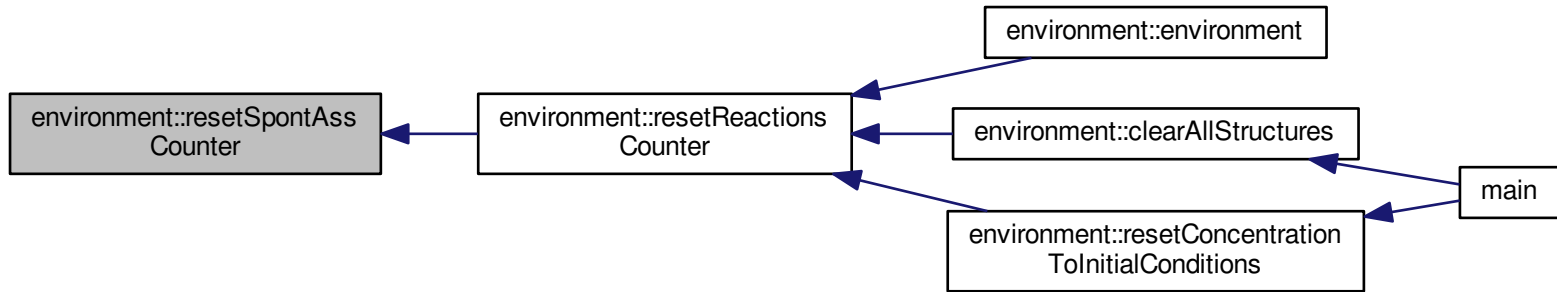 environment::resetSpontAss
Counter
environment::resetReactions
Counter
environment::environment
environment::clearAllStructures
environment::resetConcentration
ToInitialConditions
main